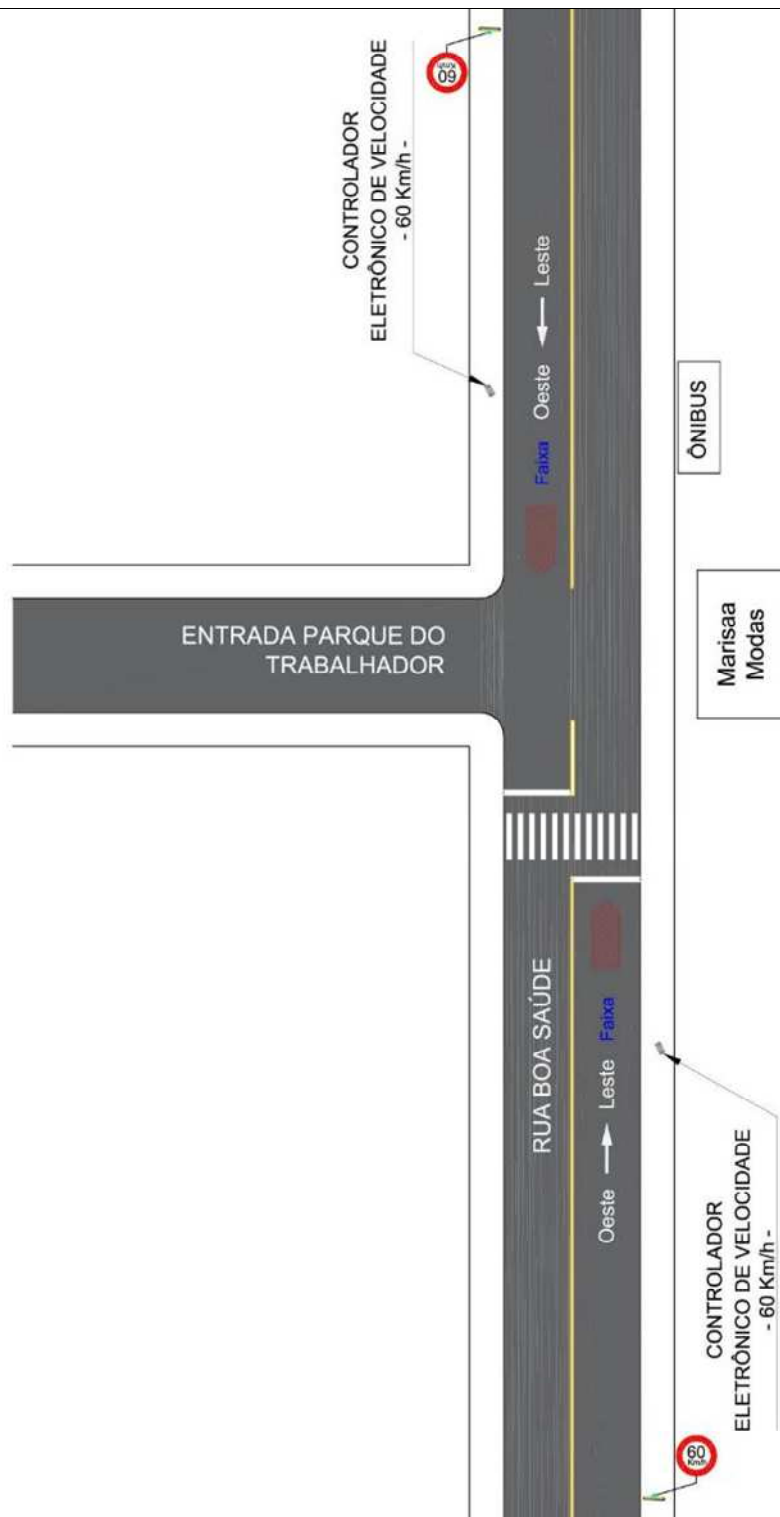 CONTROLADOR
ELETRÔNICO DE VELOCIDADE
- 60 Km/h -
60
Km/h
Oeste
Leste
Faixa
ÔNIBUS
ENTRADA PARQUE DO
TRABALHADOR
Marisaa
Modas
RUA BOA SAÚDE
Oeste
Leste
Faixa
CONTROLADOR
ELETRÔNICO DE VELOCIDADE
- 60 Km/h -
60
Km/h